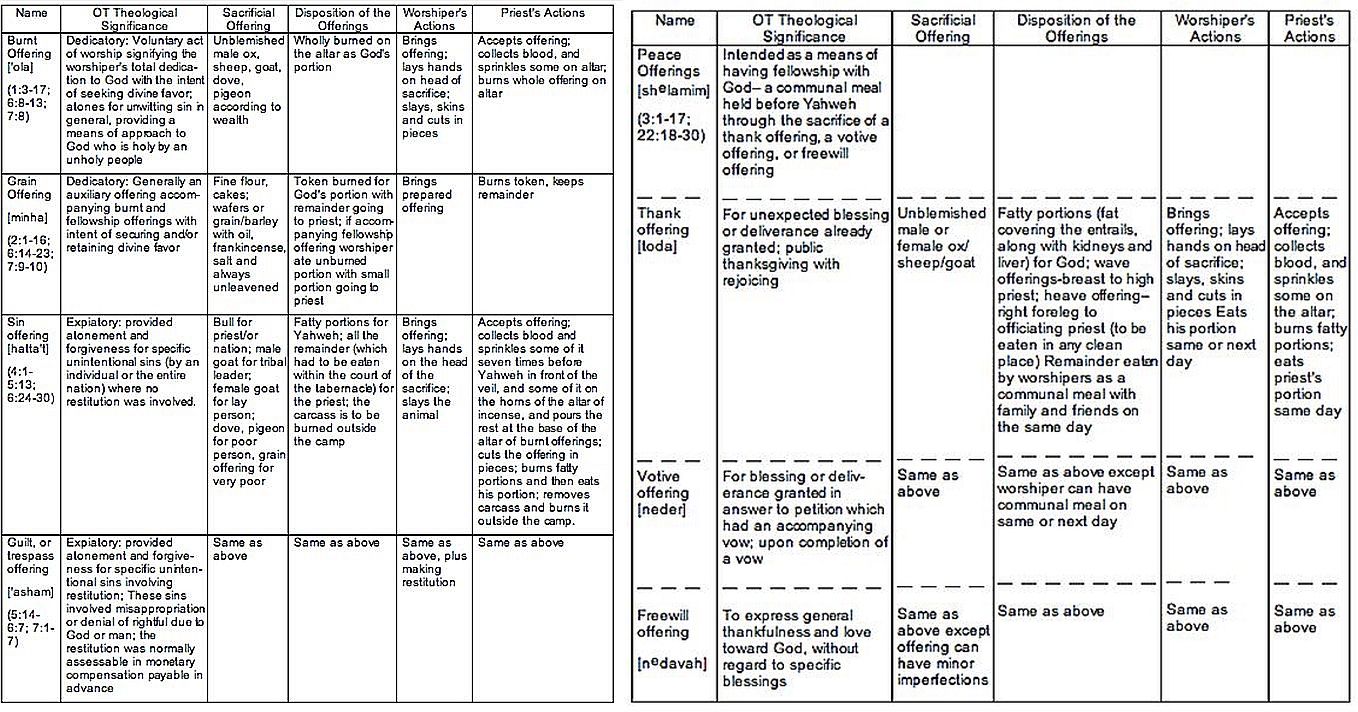 Name
OT Theological
Significance
Sacrificial
Offering
Disposition of the
Offerings
Worshiper's
Actions
Priest's Actions
Burnt
Offering
['ola]
(1:3-17;
6:8-13;
7:8)
Dedicatory: Voluntary act
of worship signifying the
worshiper's total dedica-
tion to God with the intent
of seeking divine favor;
atones for unwitting sin in
general, providing a
means of approach to
God who is holy by an
unholy people
Unblemished
male ox,
sheep, goat,
dove,
pigeon
according to
wealth
Wholly burned on
the altar as God's
portion
Brings
offering;
lays hands
on head of
sacrifice;
slays, skins
and cuts in
pieces
Accepts offering;
collects blood, and
sprinkles some on altar;
burns whole offering on
altar
Grain
Offering
[minha]
(2:1-16;
6:14-23;
7:9-10)
Dedicatory: Generally an
auxiliary offering accom-
panying burnt and
fellowship offerings with
intent of securing and/or
retaining divine favor
Fine flour,
cakes;
wafers or
grain/barley
with oil,
frankincense,
salt and
always
unleavened
Token burned for
God's portion with
remainder going
to priest; if accom-
panying fellowship
offering worshiper
ate unburned
portion with small
portion going to
priest
Brings
prepared
offering
Burns token, keeps
remainder
Sin
offering
[hatta't]
(4:1-
5:13;
6:24-30)
Expiatory: provided
atonement and
forgiveness for specific
unintentional sins (by an
individual or the entire
nation) where no
restitution was involved.
Bull for
priest/or
nation; male
goat for tribal
leader;
female goat
for lay
person;
dove, pigeon
for poor
person, grain
offering for
very poor
Fatty portions for
Yahweh; all the
remainder (which
had to be eaten
within the court of
the tabernacle) for
the priest; the
carcass is to be
burned outside
the camp
Brings
offering;
lays hands
on the head
of the
sacrifice;
slays the
animal
Accepts offering;
collects blood and
sprinkles some of it
seven times before
Yahweh in front of the
veil, and some of it on
the horns of the altar of
incense, and pours the
rest at the base of the
altar of burnt offerings;
cuts the offering in
pieces; burns fatty
portions and then eats
his portion; removes
carcass and burns it
outside the camp.
Guilt, or
trespass
offering
['asham]
(5:14-
6:7; 7:1-
7)
Expiatory: provided
atonement and forgive-
ness for specific uninten-
tional sins involving
restitution; These sins
involved misappropriation
or denial of rightful due to
God or man; the
restitution was normally
assessable in monetary
compensation payable in
advance
Same as
above
Same as above
Same as
above, plus
making
restitution
Same as above
Name
OT Theological
Significance
Sacrificial
Offering
Disposition of the
Offerings
Worshiper's
Actions
Priest's
Actions
Peace
Offerings
[shᵉlamim]
(3:1-17;
22:18-30)
Intended as a means of
having fellowship with
God– a communal meal
held before Yahweh
through the sacrifice of a
thank offering, a votive
offering, or freewill
offering
Thank
offering
[toda]
For unexpected blessing
or deliverance already
granted; public
thanksgiving with
rejoicing
Unblemished
male or
female ox/
sheep/goat
Fatty portions (fat
covering the entrails,
along with kidneys and
liver) for God; wave
offerings-breast to high
priest; heave offering–
right foreleg to
officiating priest (to be
eaten in any clean
place) Remainder eaten
by worshipers as a
communal meal with
family and friends on
the same day
Brings
offering; lays
hands on head
of sacrifice;
slays, skins
and cuts in
pieces Eats
his portion
same or next
day
Accepts
offering;
collects
blood, and
sprinkles
some on
the altar;
burns fatty
portions;
eats
priest's
portion
same day
Votive
offering
[neder]
For blessing or deliv-
erance granted in
answer to petition which
had an accompanying
vow; upon completion of
a vow
Same as
above
Same as above except
worshiper can have
communal meal on
same or next day
Same as
above
Same as
above
Freewill
offering
[nᵉdavah]
To express general
thankfulness and love
toward God, without
regard to specific
blessings
Same as
above except
offering can
have minor
imperfections
Same as above
Same as
above
Same as
above